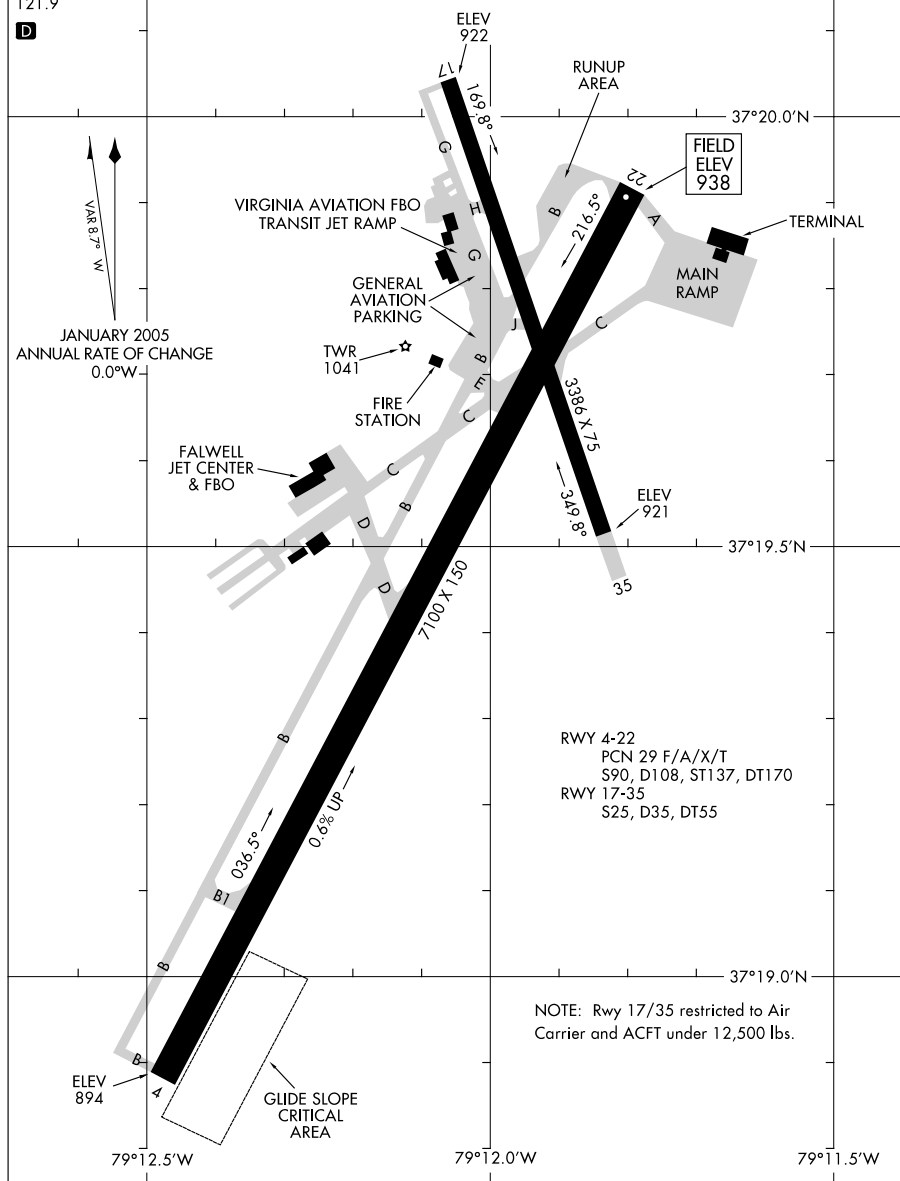 121.9
D
ELEV
922
17
169.8°
RUNUP
AREA
37°20.0'N
FIELD
ELEV
938
22
G
H
G
VIRGINIA AVIATION FBO
TRANSIT JET RAMP
B
216.5°
A
TERMINAL
MAIN
RAMP
VAR 8.7° W
GENERAL
AVIATION
PARKING
J
C
JANUARY 2005
ANNUAL RATE OF CHANGE
0.0°W
TWR
1041
B
E
C
FIRE
STATION
3386 X 75
FALWELL
JET CENTER
& FBO
C
D
B
349.8°
ELEV
921
37°19.5'N
D
7100 X 150
35
B
RWY 4-22
PCN 29 F/A/X/T
S90, D108, ST137, DT170
RWY 17-35
S25, D35, DT55
036.5°
0.6% UP
B1
B
37°19.0'N
NOTE: Rwy 17/35 restricted to Air
Carrier and ACFT under 12,500 lbs.
B
ELEV
894
4
GLIDE SLOPE
CRITICAL
AREA
79°12.5'W
79°12.0'W
79°11.5'W